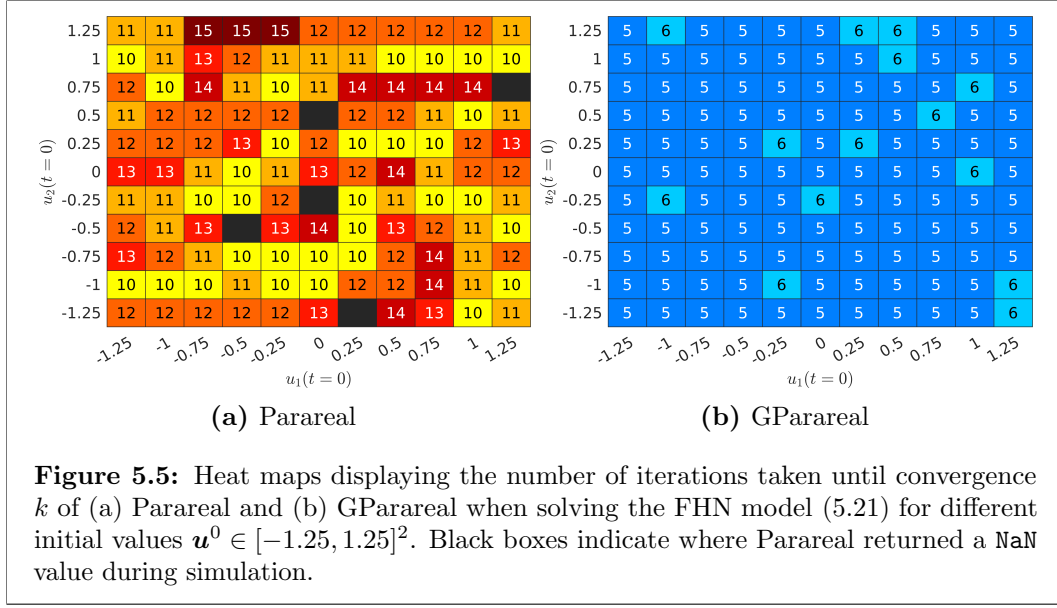 1.25 11 11 15 15 15 12 12 12 12 12 11
1 10 11 13 12 11 11 11 10 10 10 10
0.75 12 10 14 11 10 11 14 14 14 14
0.5 11 12 12 12 12 12 12 11 10 11
0.25 12 12 12 13 10 12 10 10 10 12 13
0 13 13 11 10 11 13 12 14 11 12 12
-0.25 11 11 10 10 12 10 11 10 10 11
-0.5 12 11 13 13 14 10 13 12 11 12
-0.75 13 12 11 10 10 10 10 12 14 11 12
-1 10 10 10 11 10 10 12 12 14 11 10
-1.25 12 12 12 12 12 13 14 13 10 11
-1.25 -1 -0.75 -0.5 -0.25 0 0.25 0.5 0.75 1 1.25
u₂(t = 0)
u₁(t = 0)
(a) Parareal
1.25 5 6 5 5 5 5 6 6 5 5 5
1 5 5 5 5 5 5 5 6 5 5 5
0.75 5 5 5 5 5 5 5 5 5 6 5
0.5 5 5 5 5 5 5 5 5 6 5 5
0.25 5 5 5 5 6 5 6 5 5 5 5
0 5 5 5 5 5 5 5 5 5 6 5
-0.25 5 6 5 5 5 6 5 5 5 5 5
-0.5 5 5 5 5 5 5 5 5 5 5 5
-0.75 5 5 5 5 5 5 5 5 5 5 5
-1 5 5 5 5 6 5 5 5 5 5 6
-1.25 5 5 5 5 5 5 5 5 5 5 6
-1.25 -1 -0.75 -0.5 -0.25 0 0.25 0.5 0.75 1 1.25
u₂(t = 0)
u₁(t = 0)
(b) GParareal
Figure 5.5: Heat maps displaying the number of iterations taken until convergence
k of (a) Parareal and (b) GParareal when solving the FHN model (5.21) for different
initial values u⁰ ∈ [−1.25, 1.25]². Black boxes indicate where Parareal returned a NaN
value during simulation.